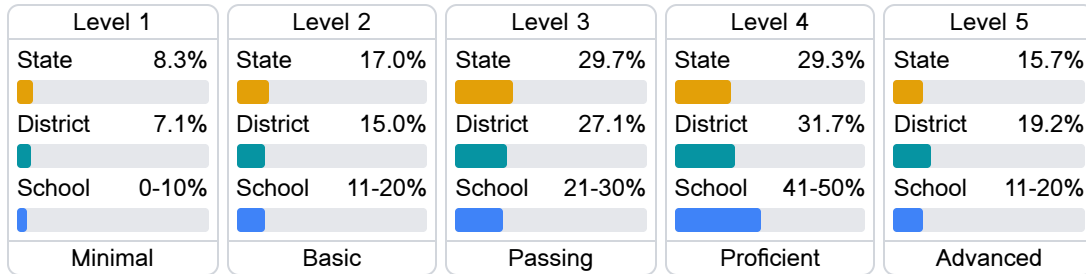 Level 1
State 8.3%
District 7.1%
School 0-10%
Minimal
Level 2
State 17.0%
District 15.0%
School 11-20%
Basic
Level 3
State 29.7%
District 27.1%
School 21-30%
Passing
Level 4
State 29.3%
District 31.7%
School 41-50%
Proficient
Level 5
State 15.7%
District 19.2%
School 11-20%
Advanced